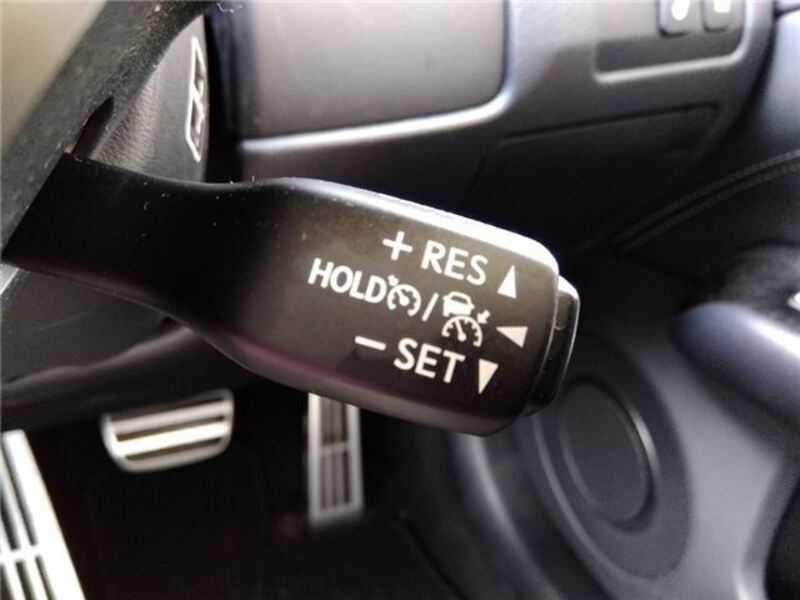 + RES ▲
HOLD / ◀
− SET ▼